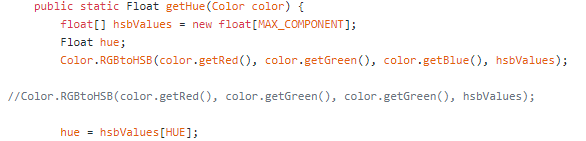 public static Float getHue(Color color) {
float[] hsbValues = new float[MAX_COMPONENT];
Float hue;
Color.RGBtoHSB(color.getRed(), color.getGreen(), color.getBlue(), hsbValues);
//Color.RGBtoHSB(color.getRed(), color.getGreen(), color.getGreen(), hsbValues);
hue = hsbValues[HUE];